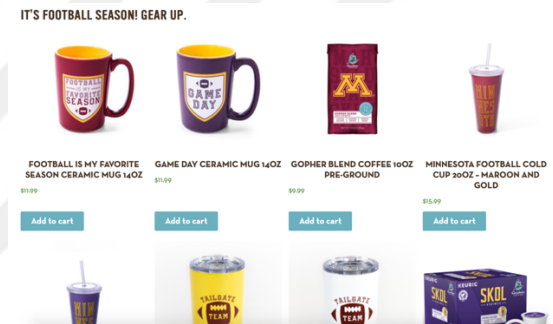 IT'S FOOTBALL SEASON! GEAR UP.
FOOTBALL
IS MY
FAVORITE
SEASON
GAME
DAY
M
FOOTBALL IS MY FAVORITE
SEASON CERAMIC MUG 14OZ
$11.99
Add to cart
GAME DAY CERAMIC MUG 14OZ
$11.99
Add to cart
GOPHER BLEND COFFEE 10OZ
PRE-GROUND
$9.99
Add to cart
MIN
NES
OTA
MINNESOTA FOOTBALL COLD
CUP 20OZ – MAROON AND
GOLD
$15.99
Add to cart
MIN
NES
TAILGATE
TEAM
TAILGATE
TEAM
KEURIG
SKOL
SKOL